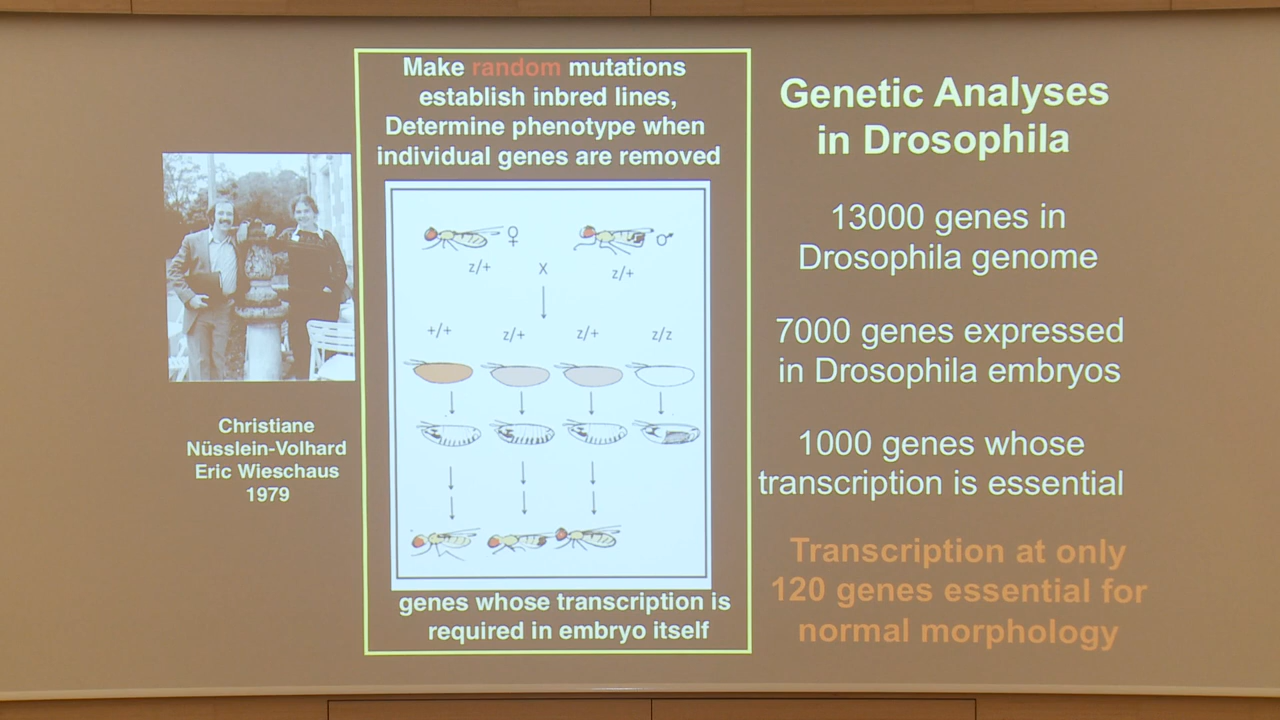 Make random mutations
establish inbred lines,
Determine phenotype when
individual genes are removed
♀
♂
z/+
X
z/+
+/+
z/+
z/+
z/z
genes whose transcription is
required in embryo itself
Christiane
Nüsslein-Volhard
Eric Wieschaus
1979
Genetic Analyses
in Drosophila
13000 genes in
Drosophila genome
7000 genes expressed
in Drosophila embryos
1000 genes whose
transcription is essential
Transcription at only
120 genes essential for
normal morphology